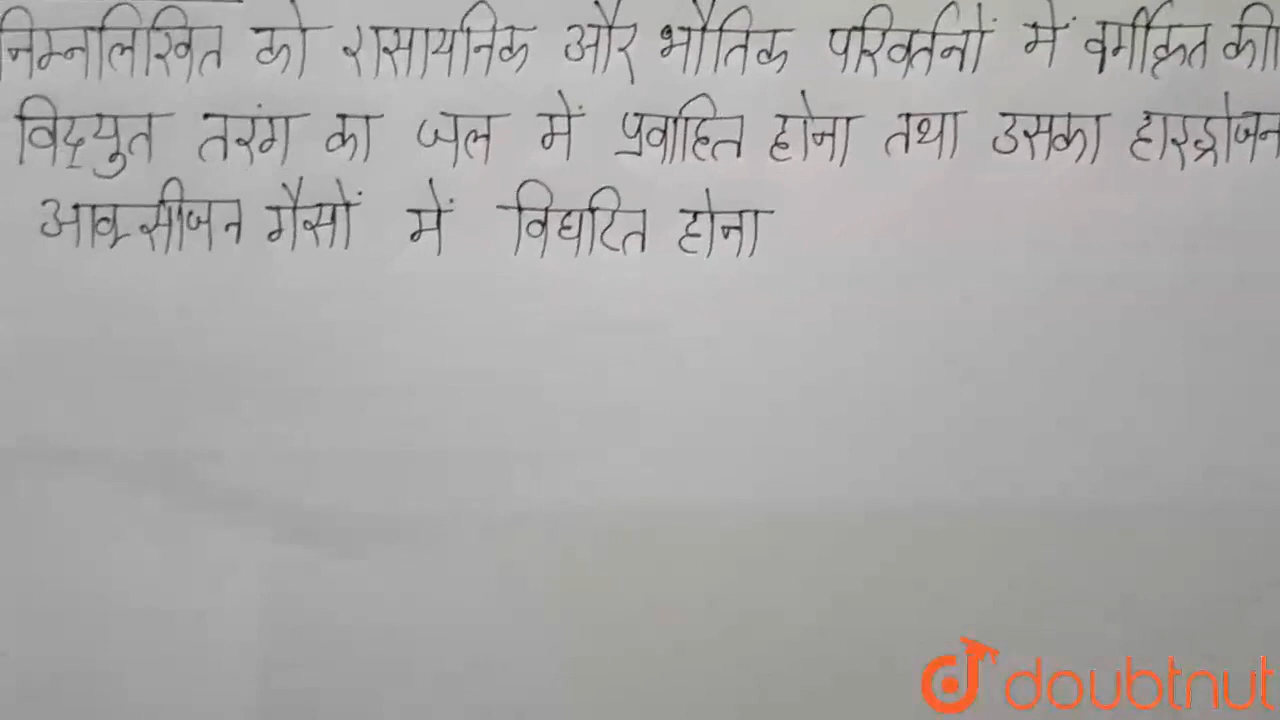 निम्नलिखित को रासायनिक और भौतिक परिवर्तनों में वर्गीकृत की
विद्युत तरंग का जल में प्रवाहित होना तथा उसका हाइड्रोजन
आक्सीजन गैसों में विघटित होना
doubtnut